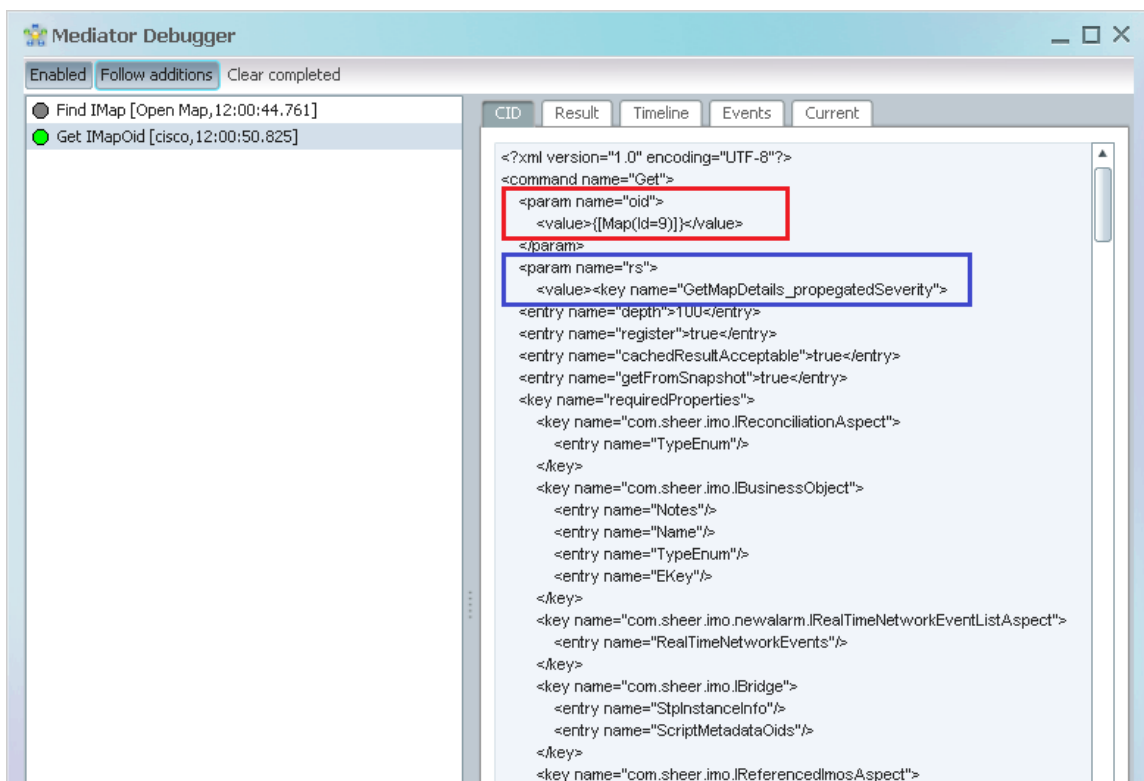 Mediator Debugger
Enabled Follow additions Clear completed
Find IMap [Open Map,12:00:44.761]
Get IMapOid [cisco,12:00:50.825]
CID Result Timeline Events Current
<?xml version="1.0" encoding="UTF-8"?>
<command name="Get">
<param name="oid">
<value>{[Map(Id=9)]}</value>
</param>
<param name="rs">
<value><key name="GetMapDetails_propegatedSeverity">
<entry name="depth">100</entry>
<entry name="register">true</entry>
<entry name="cachedResultAcceptable">true</entry>
<entry name="getFromSnapshot">true</entry>
<key name="requiredProperties">
<key name="com.sheer.imo.IReconciliationAspect">
<entry name="TypeEnum"/>
</key>
<key name="com.sheer.imo.IBusinessObject">
<entry name="Notes"/>
<entry name="Name"/>
<entry name="TypeEnum"/>
<entry name="EKey"/>
</key>
<key name="com.sheer.imo.newalarm.IRealTimeNetworkEventListAspect">
<entry name="RealTimeNetworkEvents"/>
</key>
<key name="com.sheer.imo.IBridge">
<entry name="StpInstanceInfo"/>
<entry name="ScriptMetadataOids"/>
</key>
<key name="com.sheer.imo.IReferencedImosAspect">